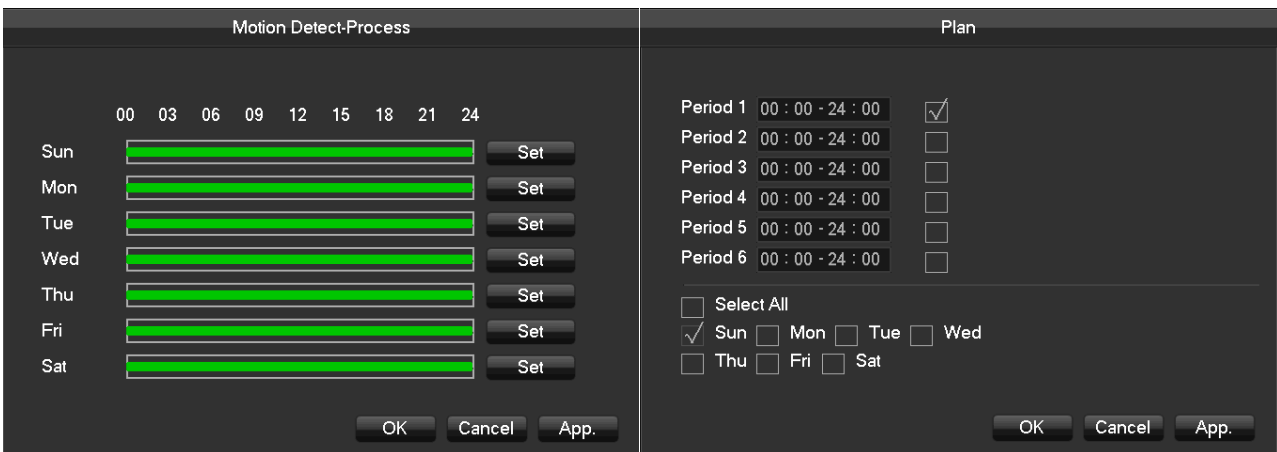 Motion Detect-Process
00 03 06 09 12 15 18 21 24
Sun Set
Mon Set
Tue Set
Wed Set
Thu Set
Fri Set
Sat Set
OK Cancel App.
Plan
Period 1 00 : 00 - 24 : 00
Period 2 00 : 00 - 24 : 00
Period 3 00 : 00 - 24 : 00
Period 4 00 : 00 - 24 : 00
Period 5 00 : 00 - 24 : 00
Period 6 00 : 00 - 24 : 00
Select All
Sun Mon Tue Wed
Thu Fri Sat
OK Cancel App.